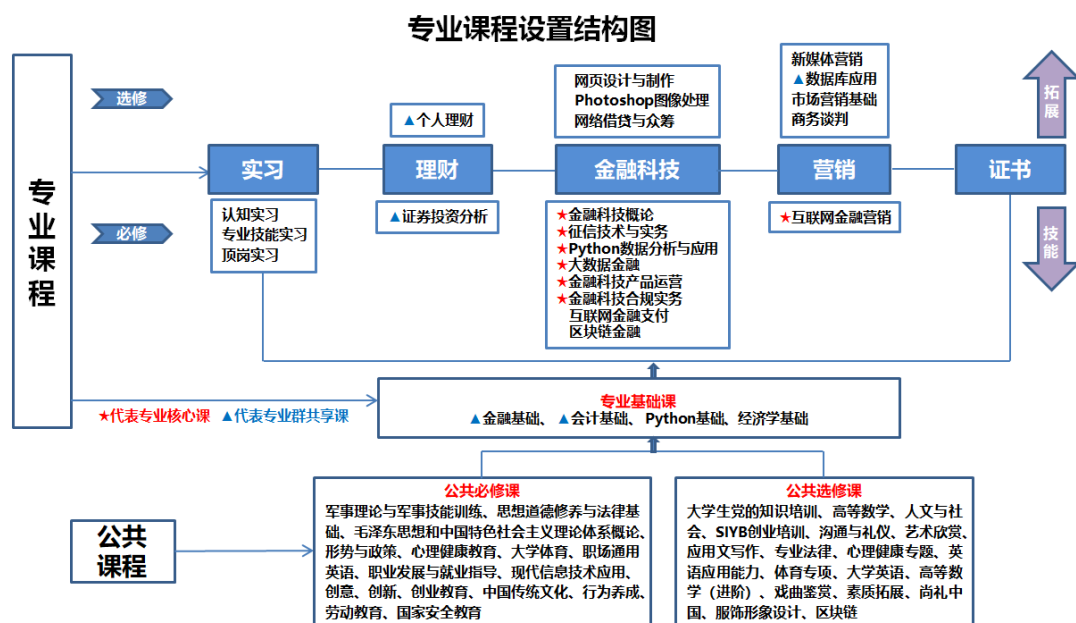 专业课程设置结构图
专业课程
选修
必修
▲个人理财
网页设计与制作
Photoshop图像处理
网络借贷与众筹
新媒体营销
▲数据库应用
市场营销基础
商务谈判
拓展
实习
理财
金融科技
营销
证书
认知实习
专业技能实习
顶岗实习
▲证券投资分析
★金融科技概论
★征信技术与实务
★Python数据分析与应用
★大数据金融
★金融科技产品运营
★金融科技合规实务
互联网金融支付
区块链金融
★互联网金融营销
技能
★代表专业核心课 ▲代表专业群共享课
专业基础课
▲金融基础、▲会计基础、Python基础、经济学基础
公共课程
公共必修课
军事理论与军事技能训练、思想道德修养与法律基
础、毛泽东思想和中国特色社会主义理论体系概论、
形势与政策、心理健康教育、大学体育、职场通用
英语、职业发展与就业指导、现代信息技术应用、
创意、创新、创业教育、中国传统文化、行为养成、
劳动教育、国家安全教育
公共选修课
大学生党的知识培训、高等数学、人文与社
会、SIYB创业培训、沟通与礼仪、艺术欣赏、
应用文写作、专业法律、心理健康专题、英
语应用能力、体育专项、大学英语、高等数
学（进阶）、戏曲鉴赏、素质拓展、尚礼中
国、服饰形象设计、区块链